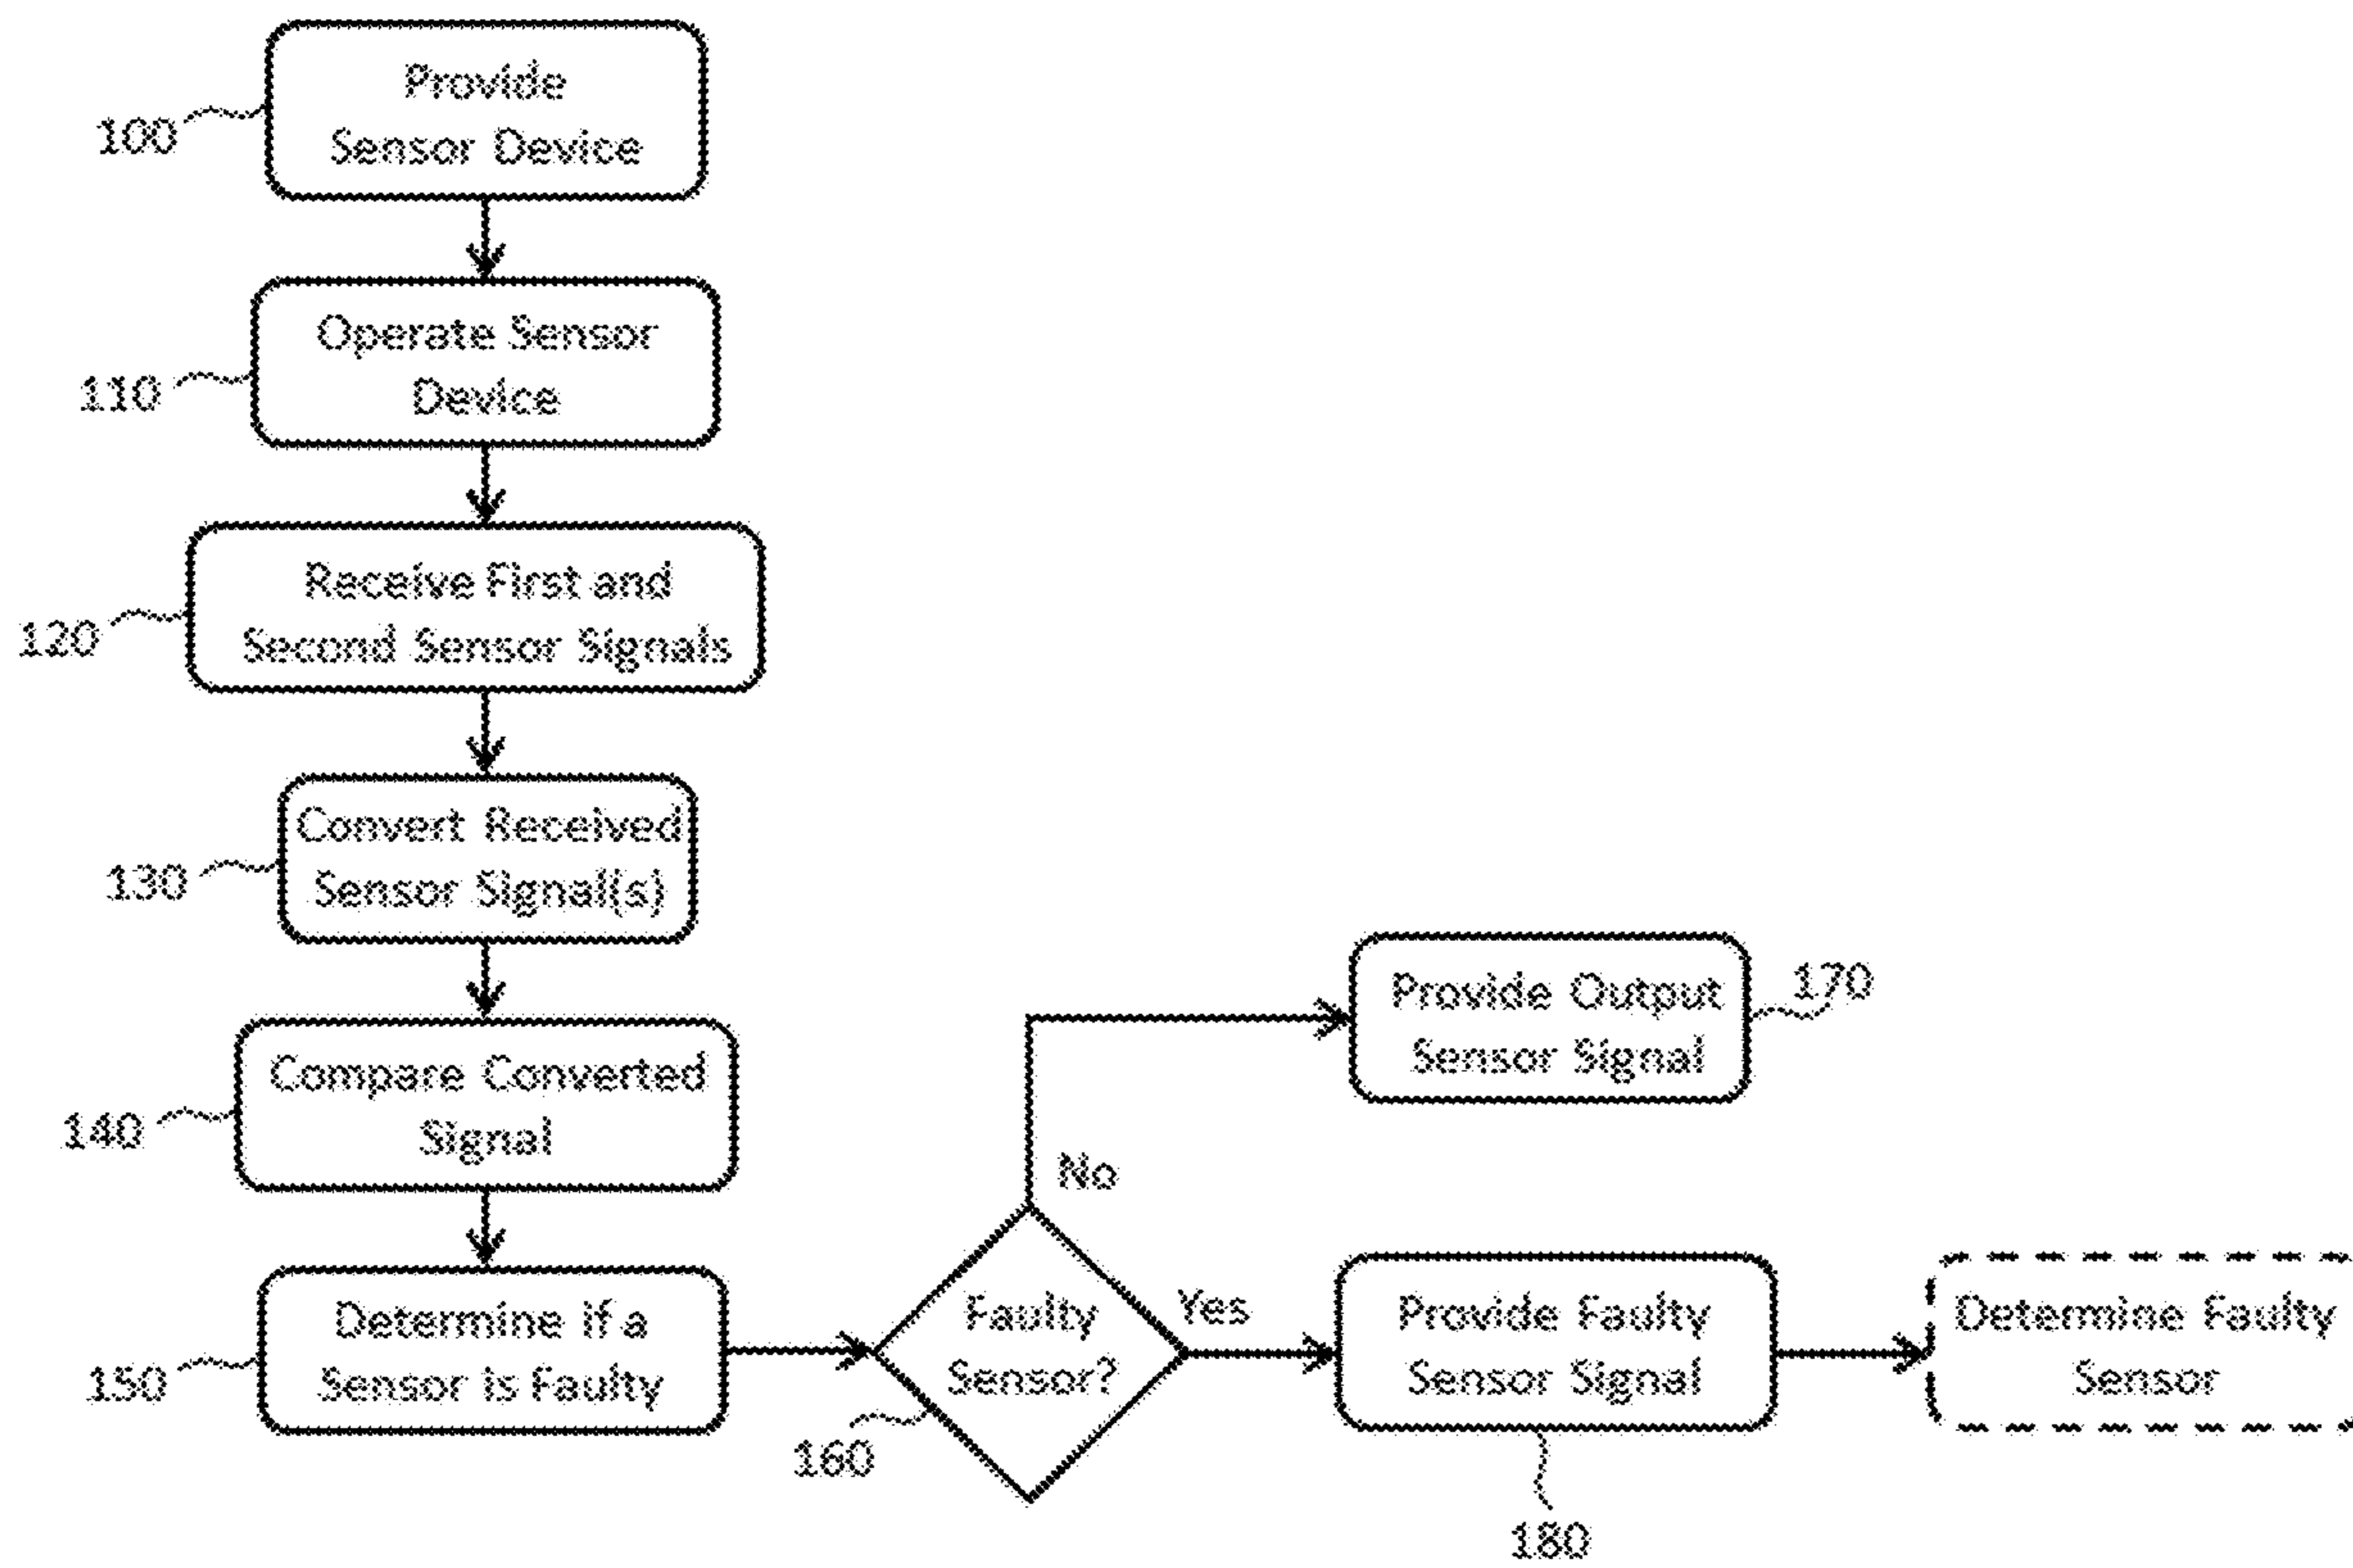 Provide
Sensor Device
100
Operate Sensor
Device
110
Receive First and
Second Sensor Signals
120
Convert Received
Sensor Signal(s)
130
Compare Converted
Signal
140
Determine if a
Sensor is Faulty
150
Faulty
Sensor?
160
No
Provide Output
Sensor Signal
170
Yes
Provide Faulty
Sensor Signal
180
Determine Faulty
Sensor